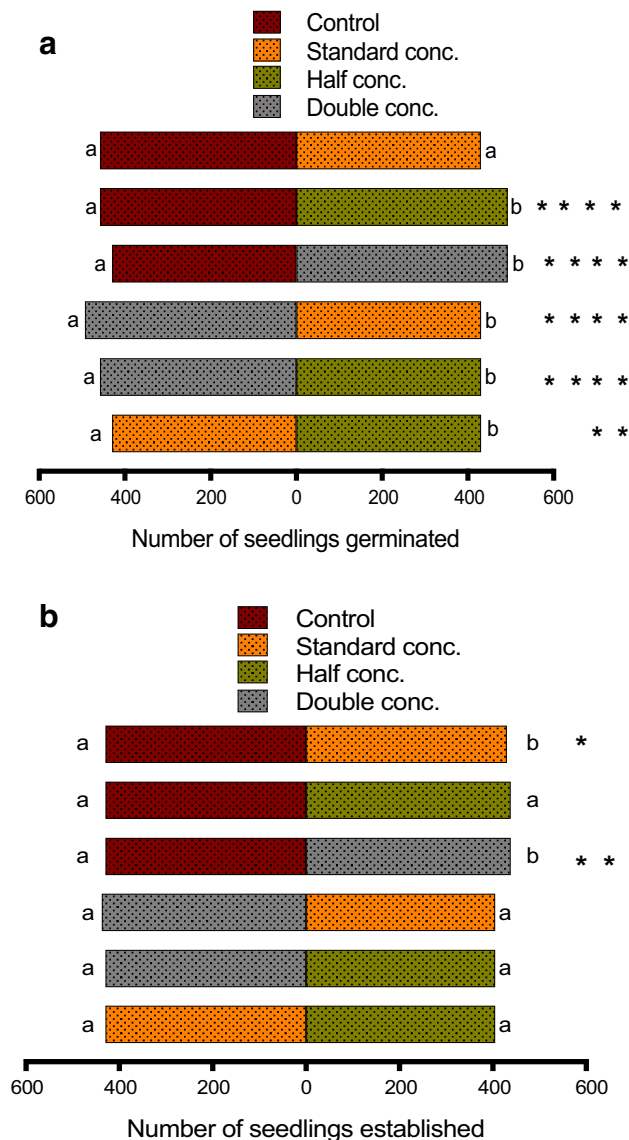 a
Control
Standard conc.
Half conc.
Double conc.
a a
a b * * * *
a b * * * *
a b * * * *
a b * * * *
a b * *
600 400 200 0 200 400 600
Number of seedlings germinated
b
Control
Standard conc.
Half conc.
Double conc.
a b *
a a
a b * *
a a
a a
a a
600 400 200 0 200 400 600
Number of seedlings established